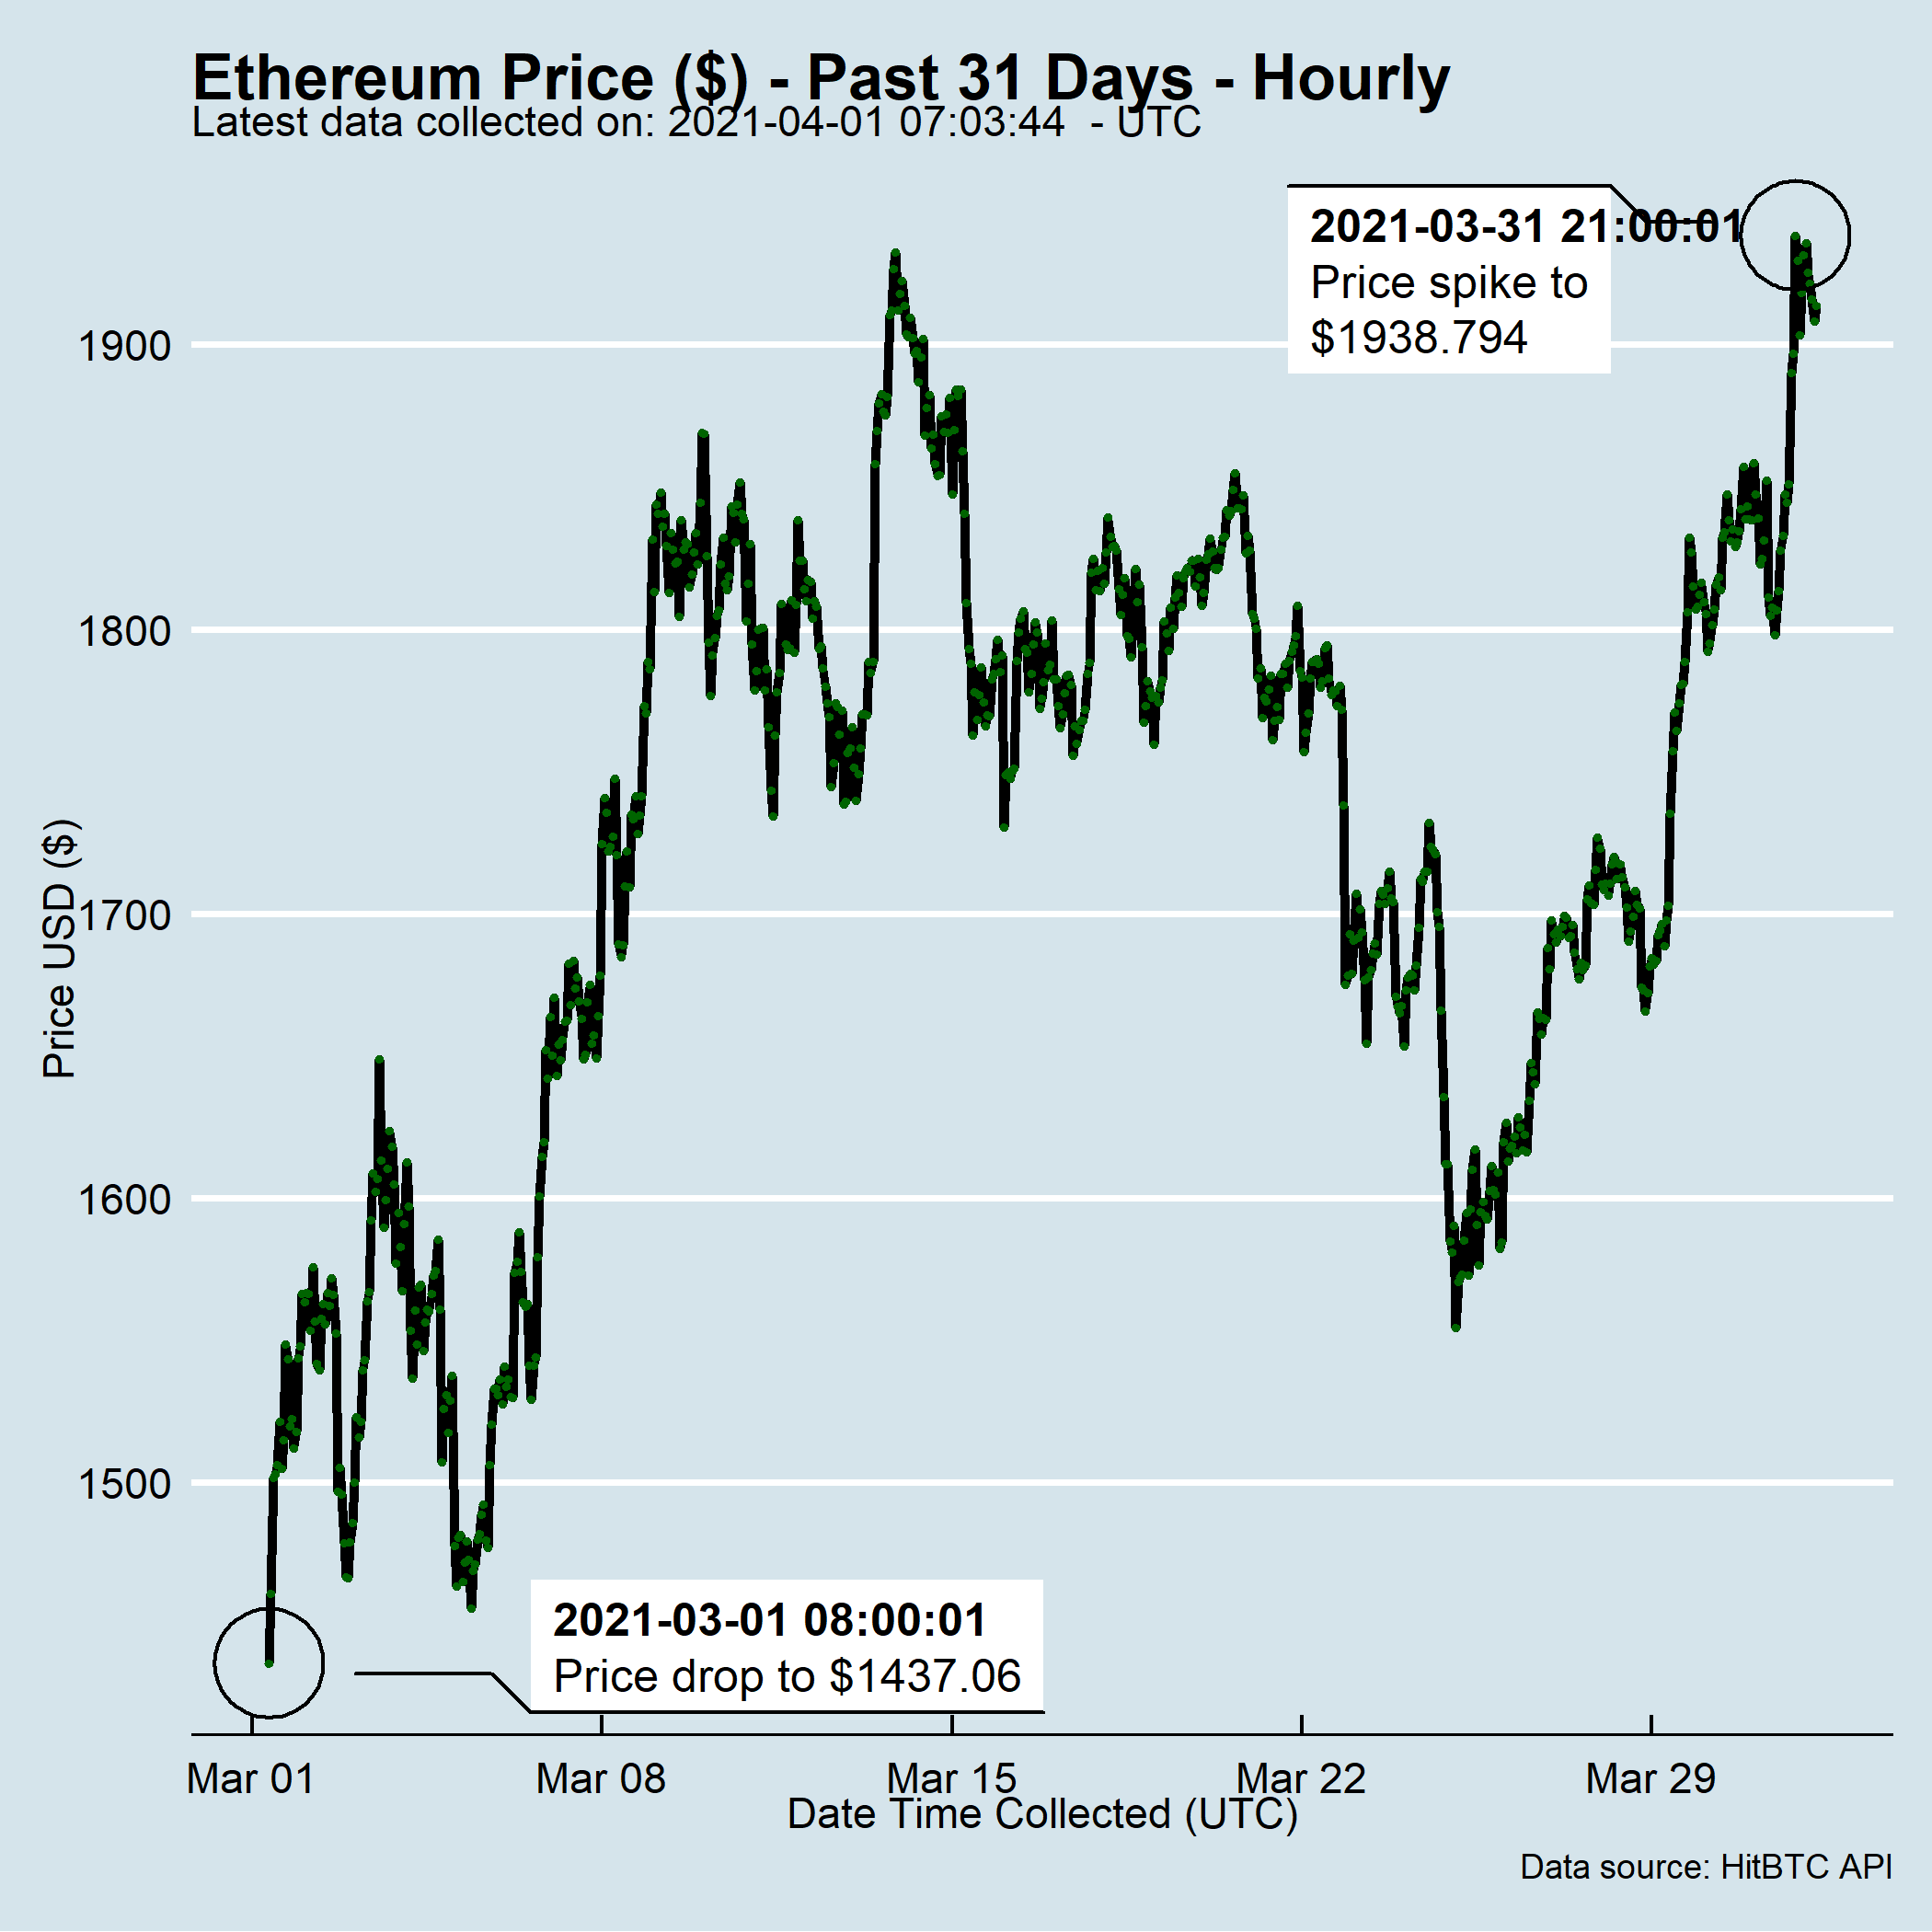 Ethereum Price ($) - Past 31 Days - Hourly
Latest data collected on: 2021-04-01 07:03:44  - UTC
2021-03-31 21:00:01
Price spike to
$1938.794
1900
1800
1700
1600
1500
Price USD ($)
2021-03-01 08:00:01
Price drop to $1437.06
Mar 01
Mar 08
Mar 15
Mar 22
Mar 29
Date Time Collected (UTC)
Data source: HitBTC API